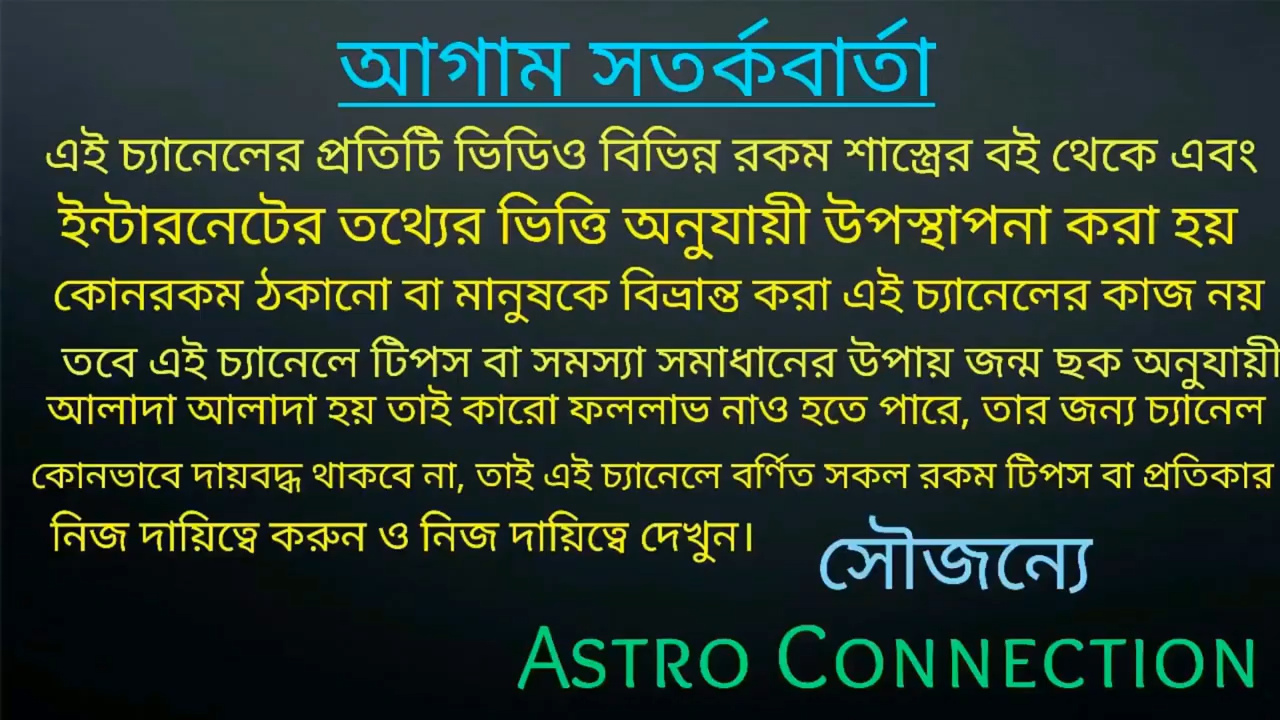 আগাম সতর্কবার্তা
এই চ্যানেলের প্রতিটি ভিডিও বিভিন্ন রকম শাস্ত্রের বই থেকে এবং
ইন্টারনেটের তথ্যের ভিত্তি অনুযায়ী উপস্থাপনা করা হয়
কোনরকম ঠকানো বা মানুষকে বিভ্রান্ত করা এই চ্যানেলের কাজ নয়
তবে এই চ্যানেলে টিপস বা সমস্যা সমাধানের উপায় জন্ম ছক অনুযায়ী
আলাদা আলাদা হয় তাই কারো ফললাভ নাও হতে পারে, তার জন্য চ্যানেল
কোনভাবে দায়বদ্ধ থাকবে না, তাই এই চ্যানেলে বর্ণিত সকল রকম টিপস বা প্রতিকার
নিজ দায়িত্বে করুন ও নিজ দায়িত্বে দেখুন।
সৌজন্যে
ASTRO CONNECTION